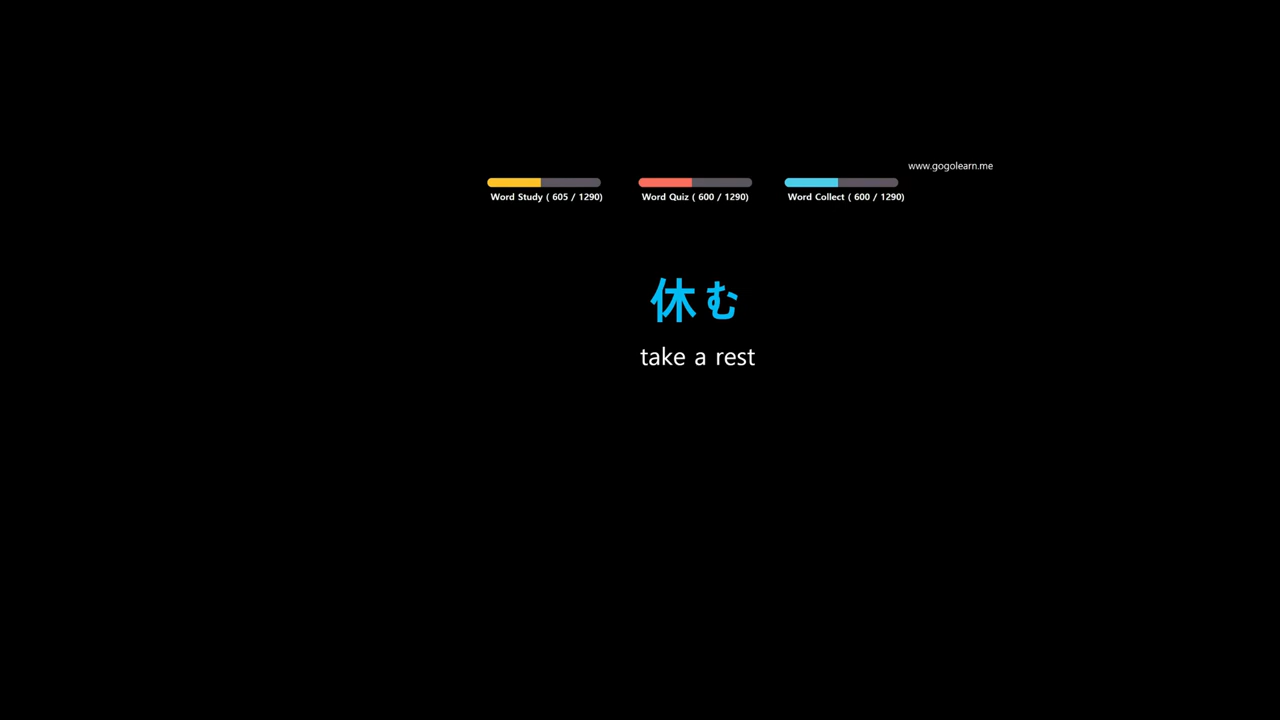 www.gogolearn.me
Word Study ( 605 / 1290)
Word Quiz ( 600 / 1290)
Word Collect ( 600 / 1290)
休む
take a rest